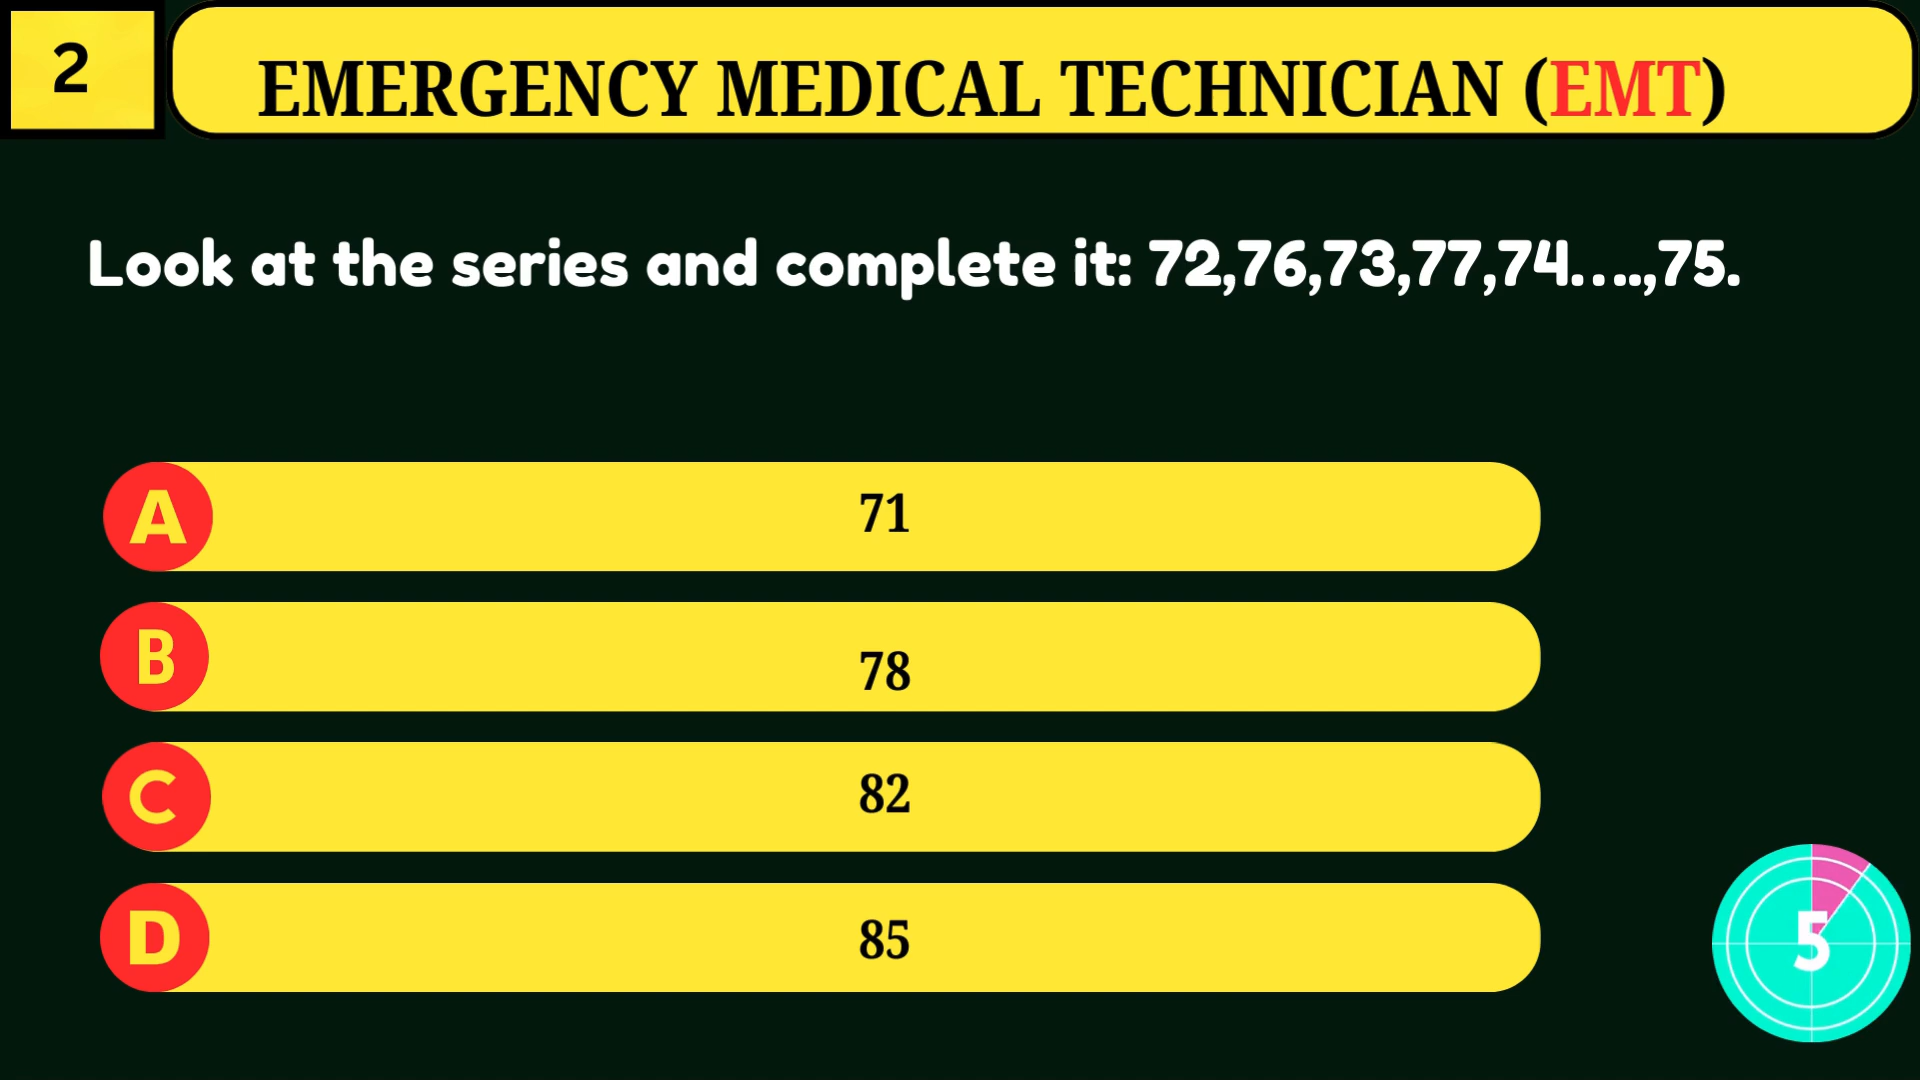 2
EMERGENCY MEDICAL TECHNICIAN (EMT)
Look at the series and complete it: 72,76,73,77,74....,75.
A
71
B
78
C
82
D
85
5